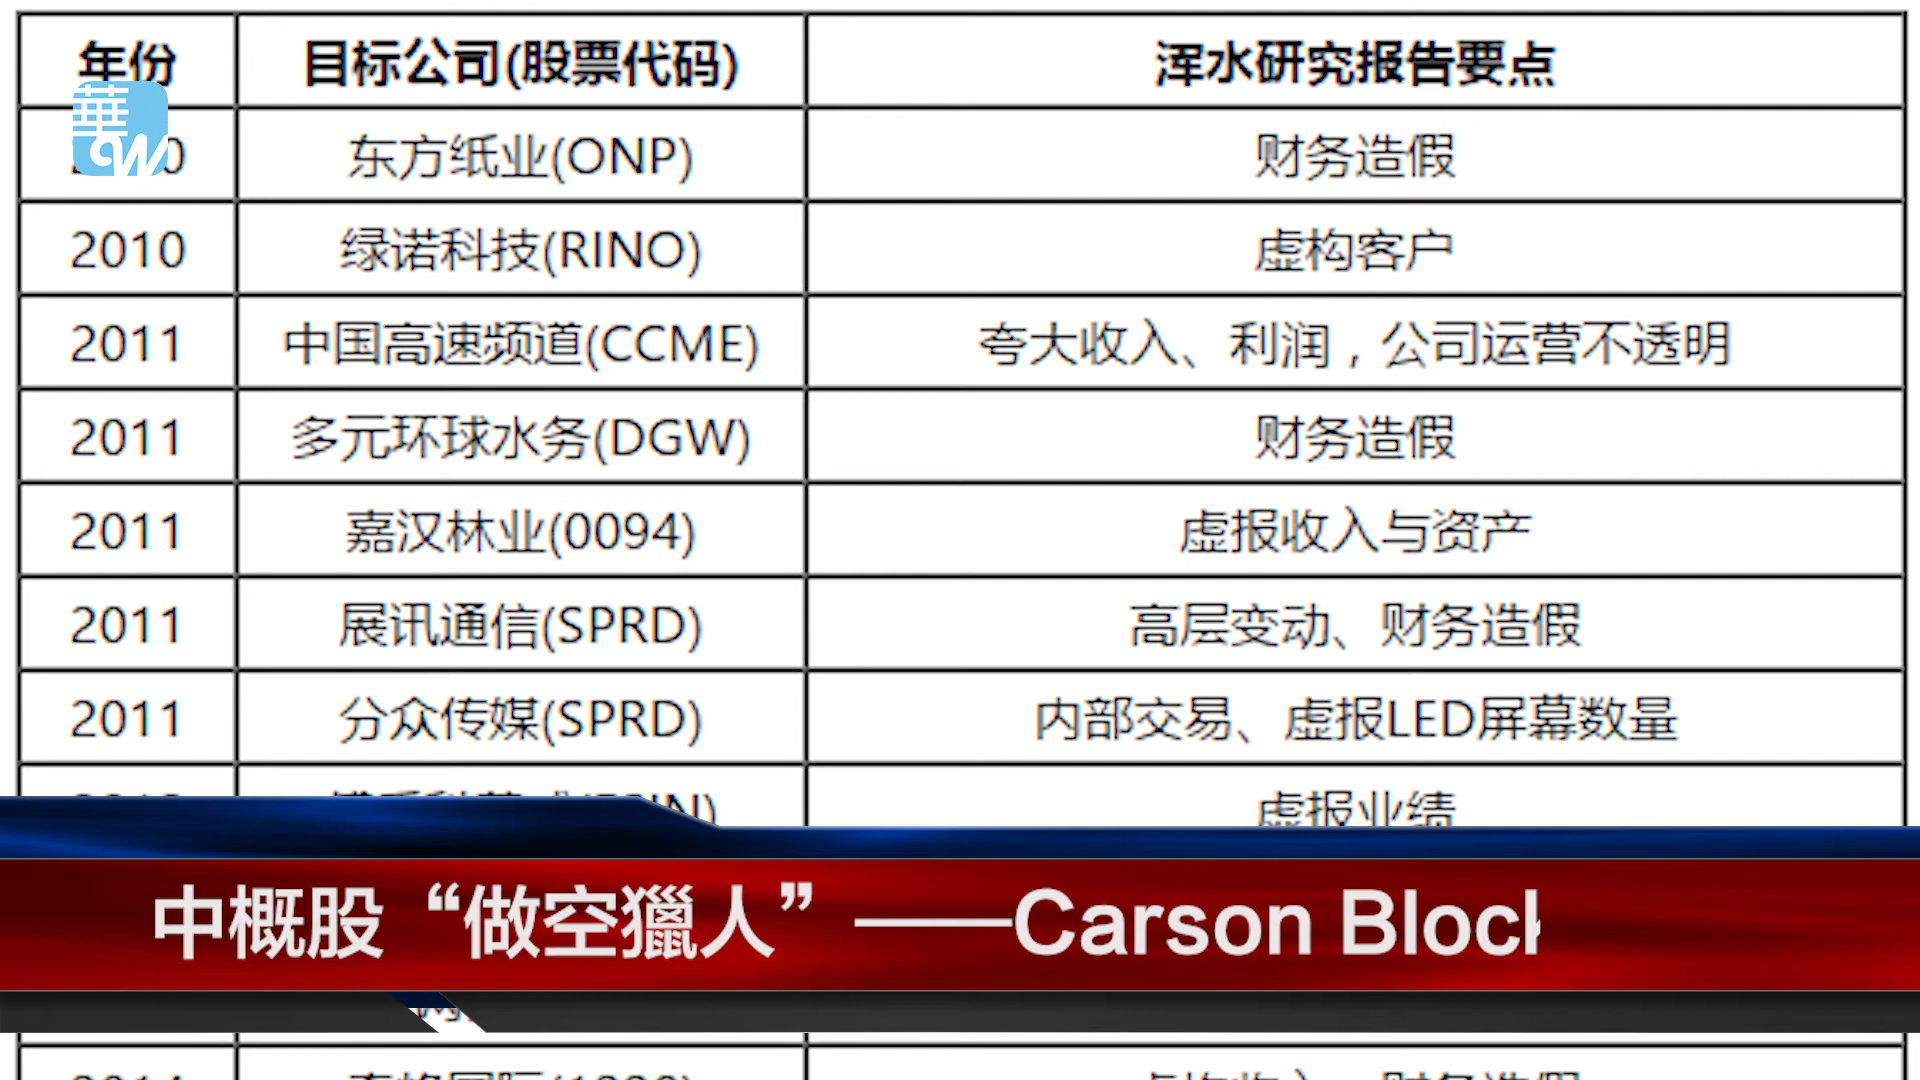 年份 目标公司(股票代码) 浑水研究报告要点
華
W 东方纸业(ONP) 财务造假
2010 绿诺科技(RINO) 虚构客户
2011 中国高速频道(CCME) 夸大收入、利润，公司运营不透明
2011 多元环球水务(DGW) 财务造假
2011 嘉汉林业(0094) 虚报收入与资产
2011 展讯通信(SPRD) 高层变动、财务造假
2011 分众传媒(SPRD) 内部交易、虚报LED屏幕数量
虚报业绩
中概股“做空獵人”——Carson Block